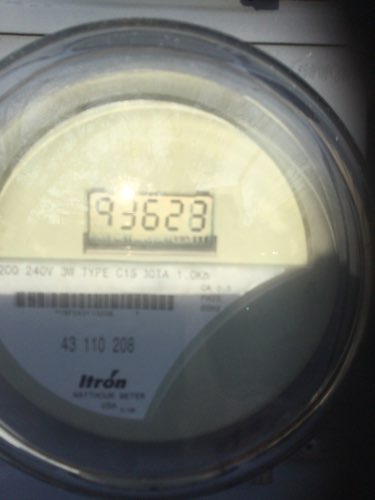 93628
200 240V 3W TYPE C1S 30TA 1.0Kh
43 110 208
Itron
WATTHOUR METER
USA